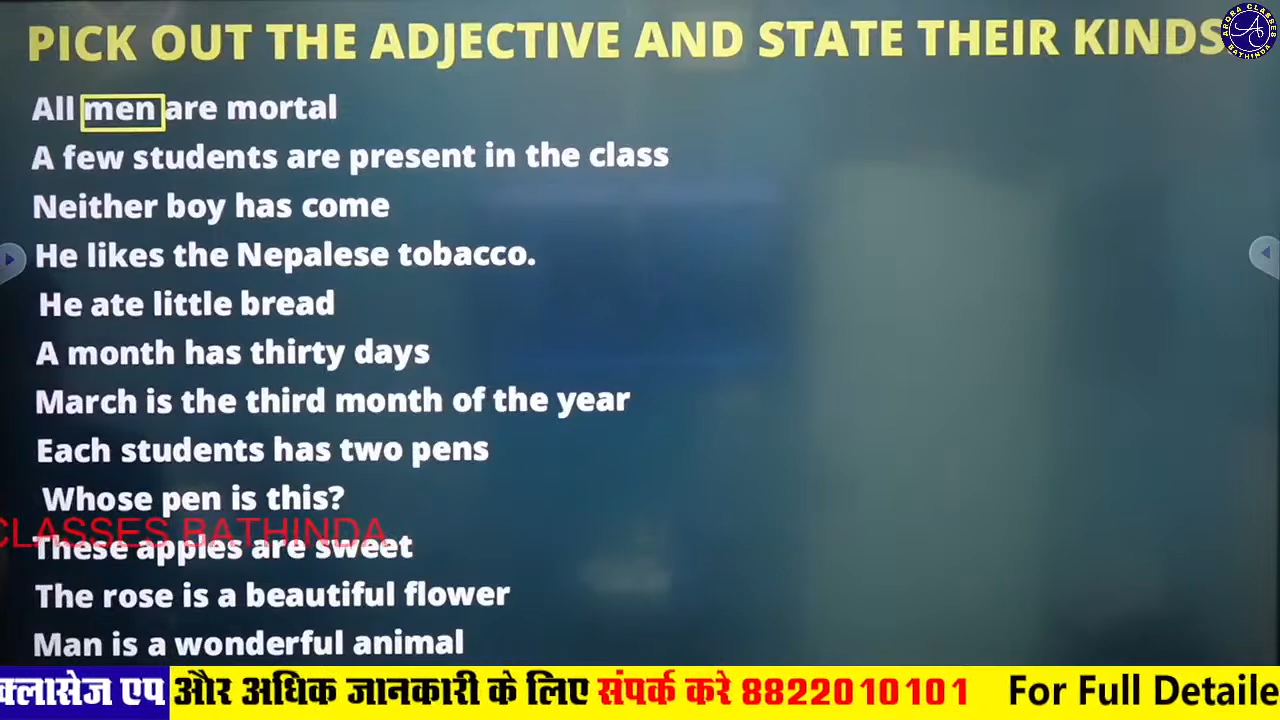 PICK OUT THE ADJECTIVE AND STATE THEIR KINDS
ARORA CLASSES
A
BATHINDA
All men are mortal
A few students are present in the class
Neither boy has come
He likes the Nepalese tobacco.
He ate little bread
A month has thirty days
March is the third month of the year
Each students has two pens
Whose pen is this?
CLASSES BATHINDA
These apples are sweet
The rose is a beautiful flower
Man is a wonderful animal
क्लासेज एप और अधिक जानकारी के लिए संपर्क करे 8822010101 For Full Detaile